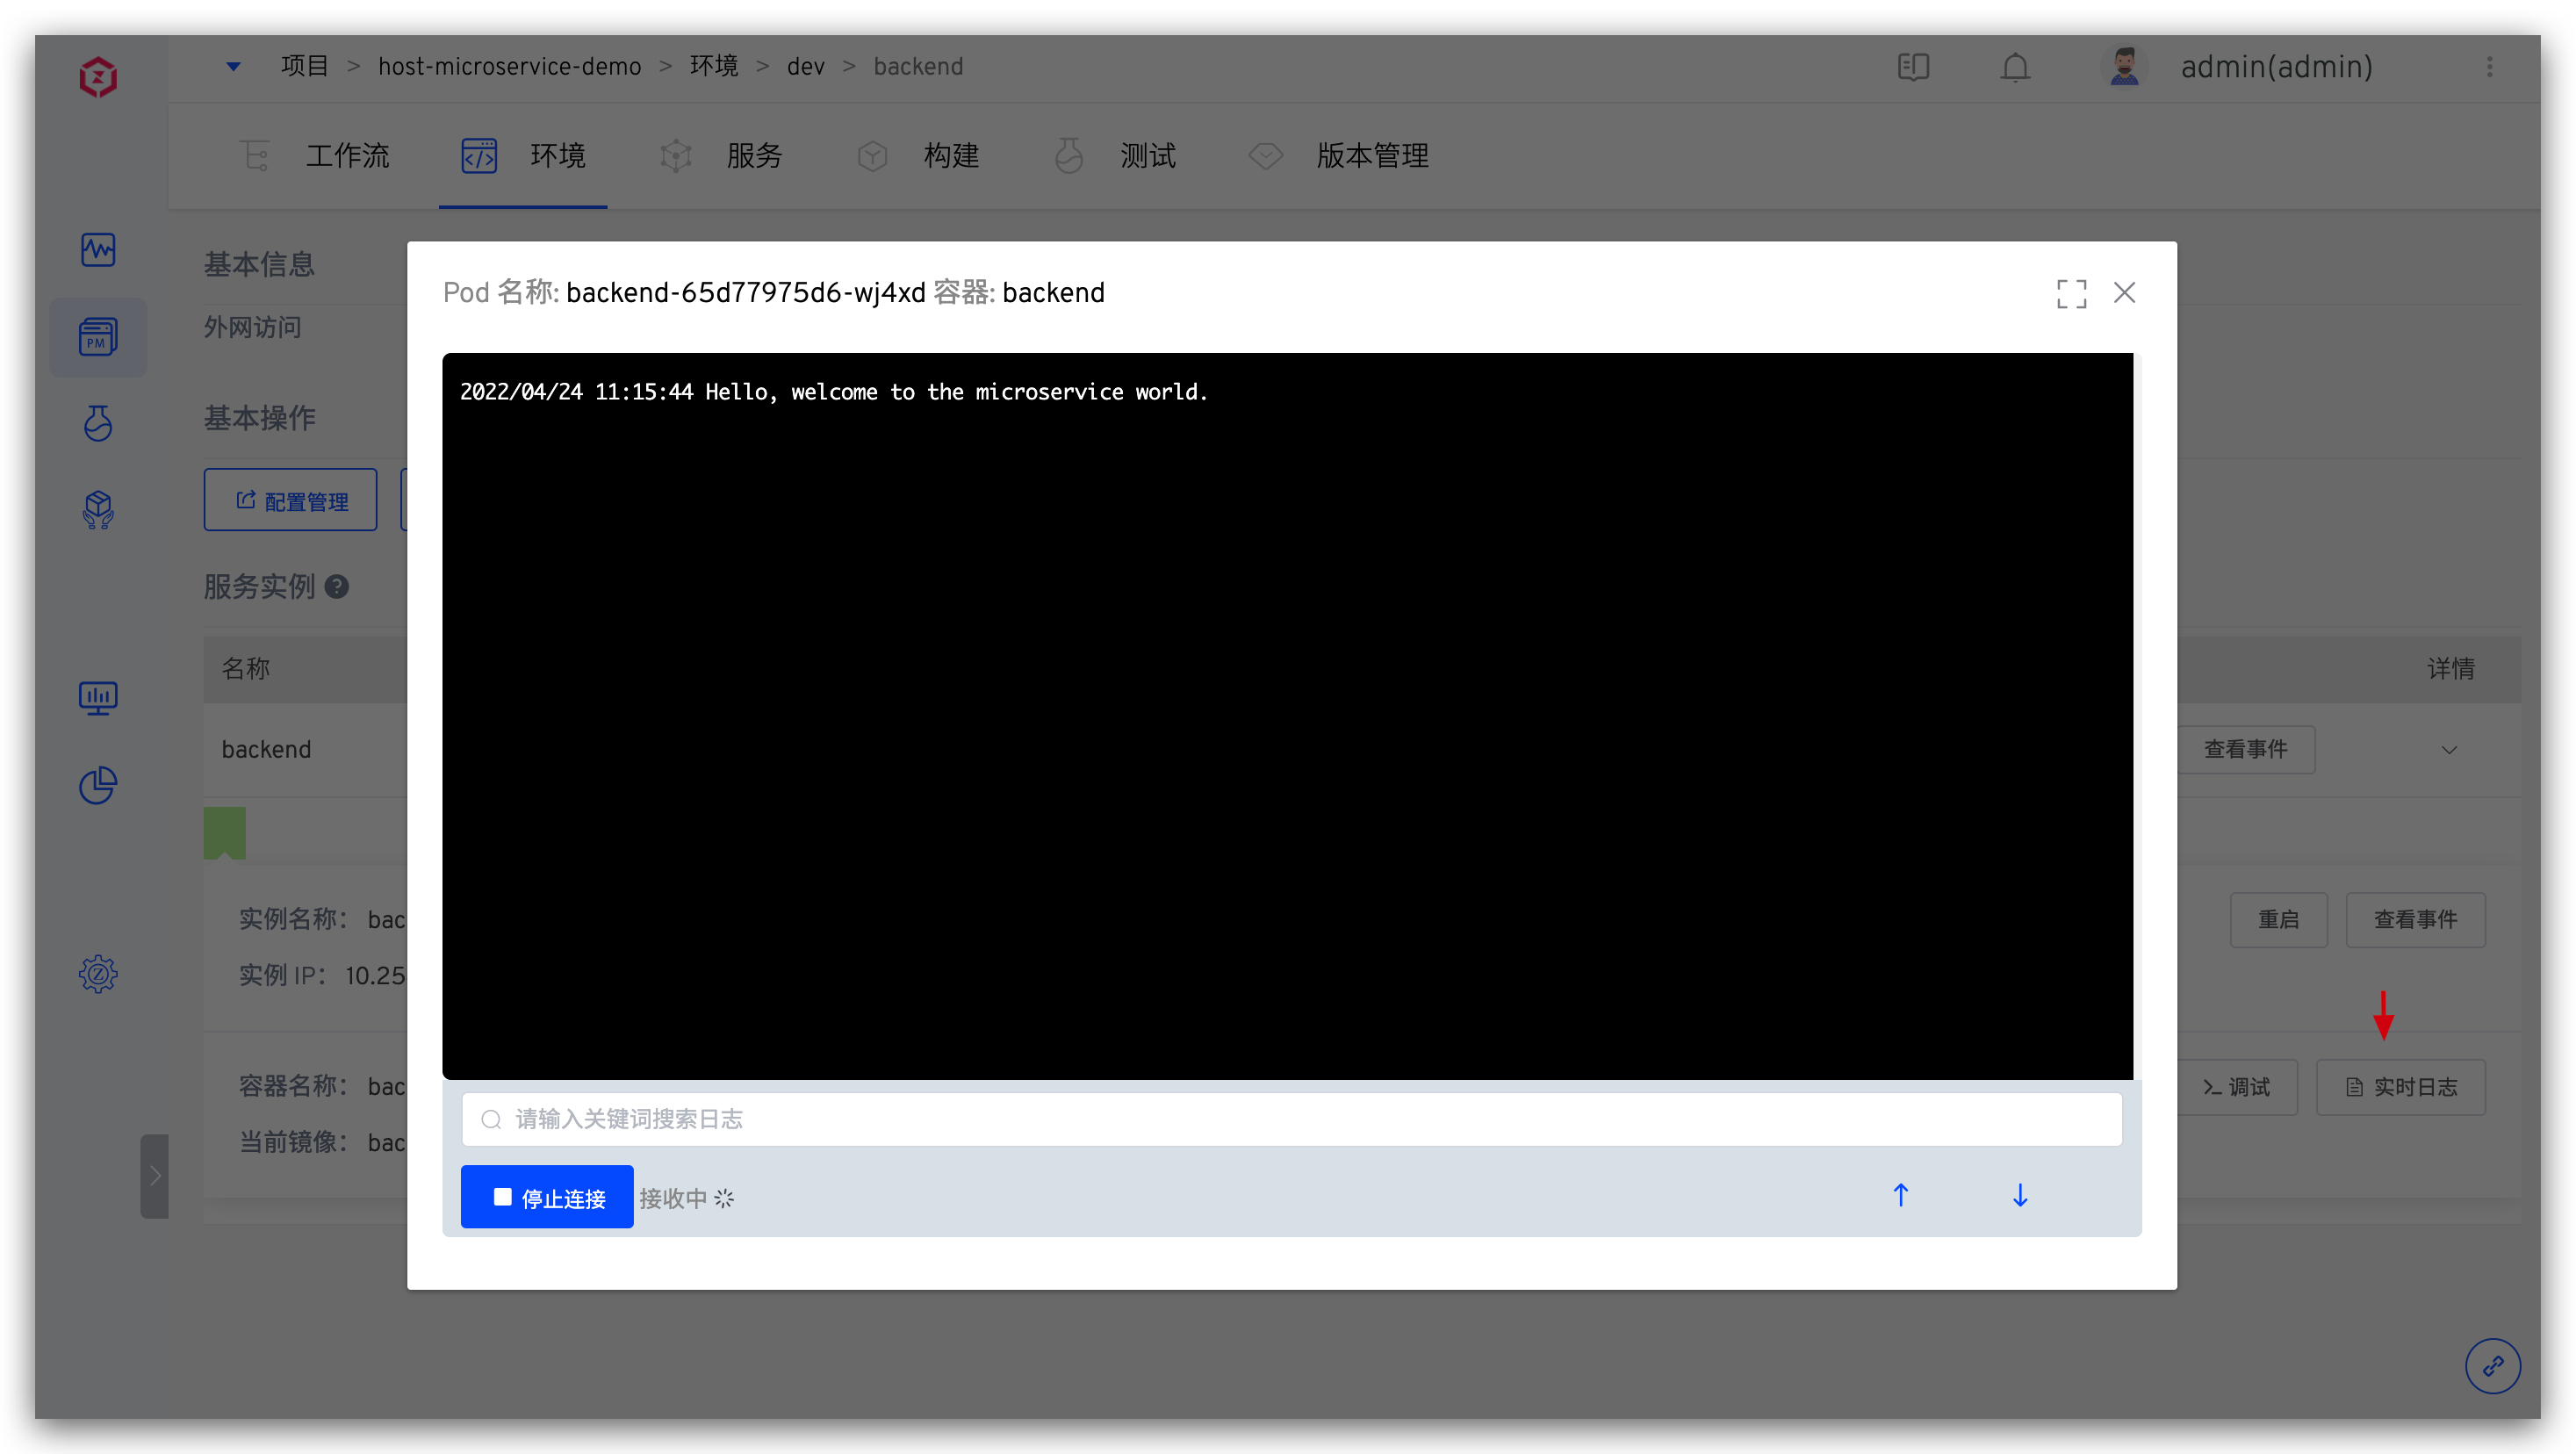 项目 > host-microservice-demo > 环境 > dev > backend
admin(admin)
工作流 环境 服务 构建 测试 版本管理
PM
基本信息
外网访问
基本操作
配置管理
服务实例
名称 详情
backend 查看事件
实例名称： bac 重启 查看事件
实例 IP： 10.25
容器名称： bac >_ 调试 实时日志
当前镜像： bac
Pod 名称: backend-65d77975d6-wj4xd 容器: backend
2022/04/24 11:15:44 Hello, welcome to the microservice world.
请输入关键词搜索日志
停止连接 接收中